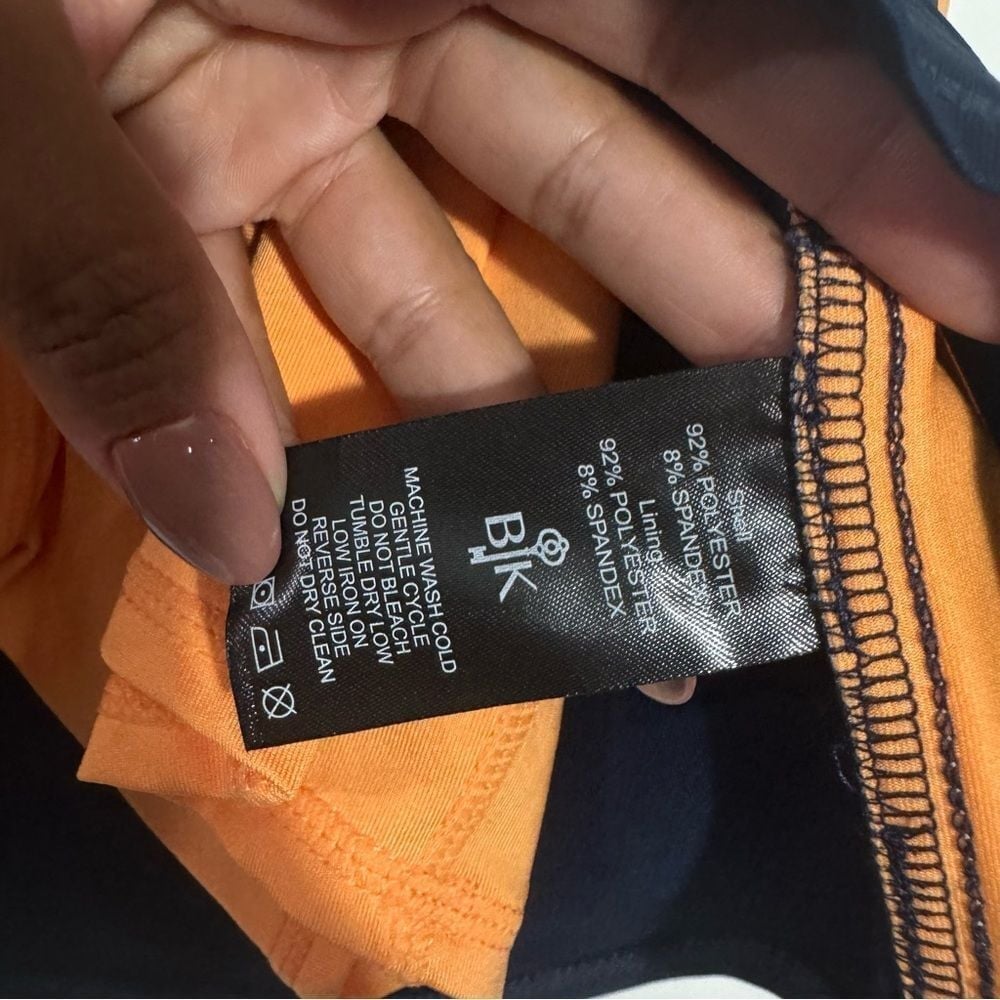 Shell
92% POLYESTER
8% SPANDEX
Lining
92% POLYESTER
8% SPANDEX
BJK
MACHINE WASH COLD
GENTLE CYCLE
DO NOT BLEACH
TUMBLE DRY LOW
LOW IRON ON
REVERSE SIDE
DO NOT DRY CLEAN